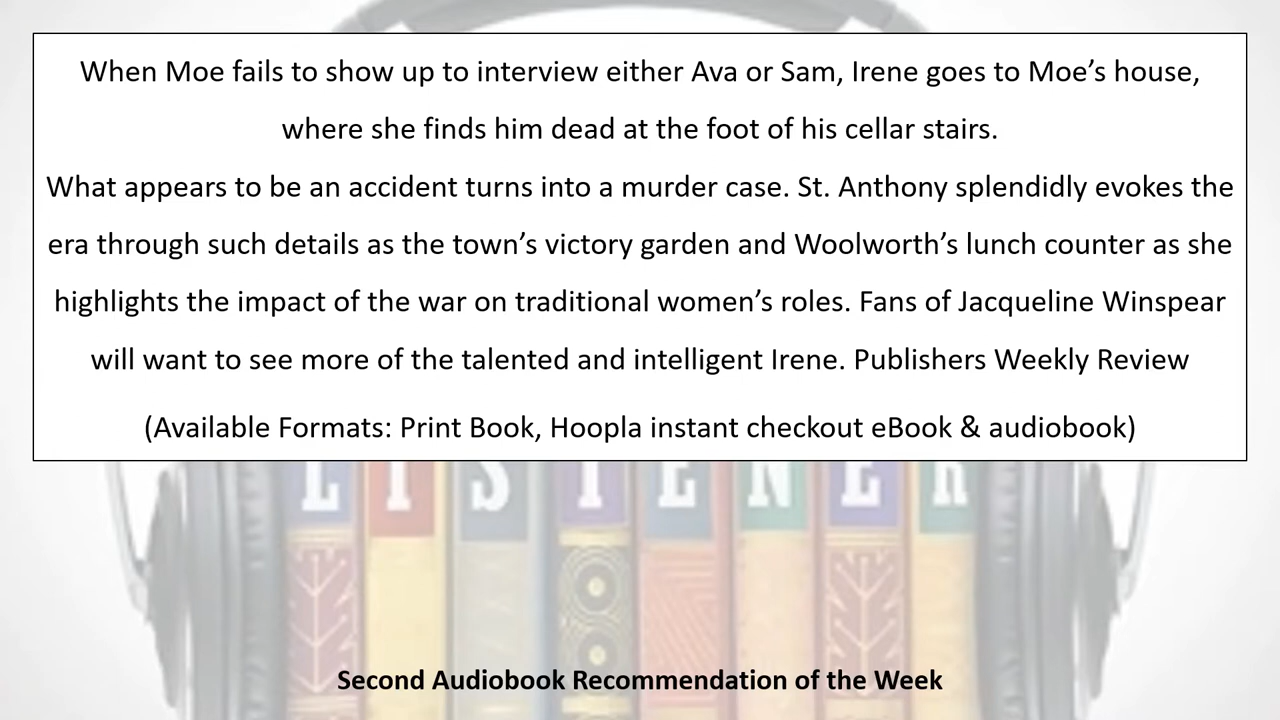 When Moe fails to show up to interview either Ava or Sam, Irene goes to Moe’s house,
where she finds him dead at the foot of his cellar stairs.
What appears to be an accident turns into a murder case. St. Anthony splendidly evokes the
era through such details as the town’s victory garden and Woolworth’s lunch counter as she
highlights the impact of the war on traditional women’s roles. Fans of Jacqueline Winspear
will want to see more of the talented and intelligent Irene. Publishers Weekly Review
(Available Formats: Print Book, Hoopla instant checkout eBook & audiobook)
LISTENER
Second Audiobook Recommendation of the Week